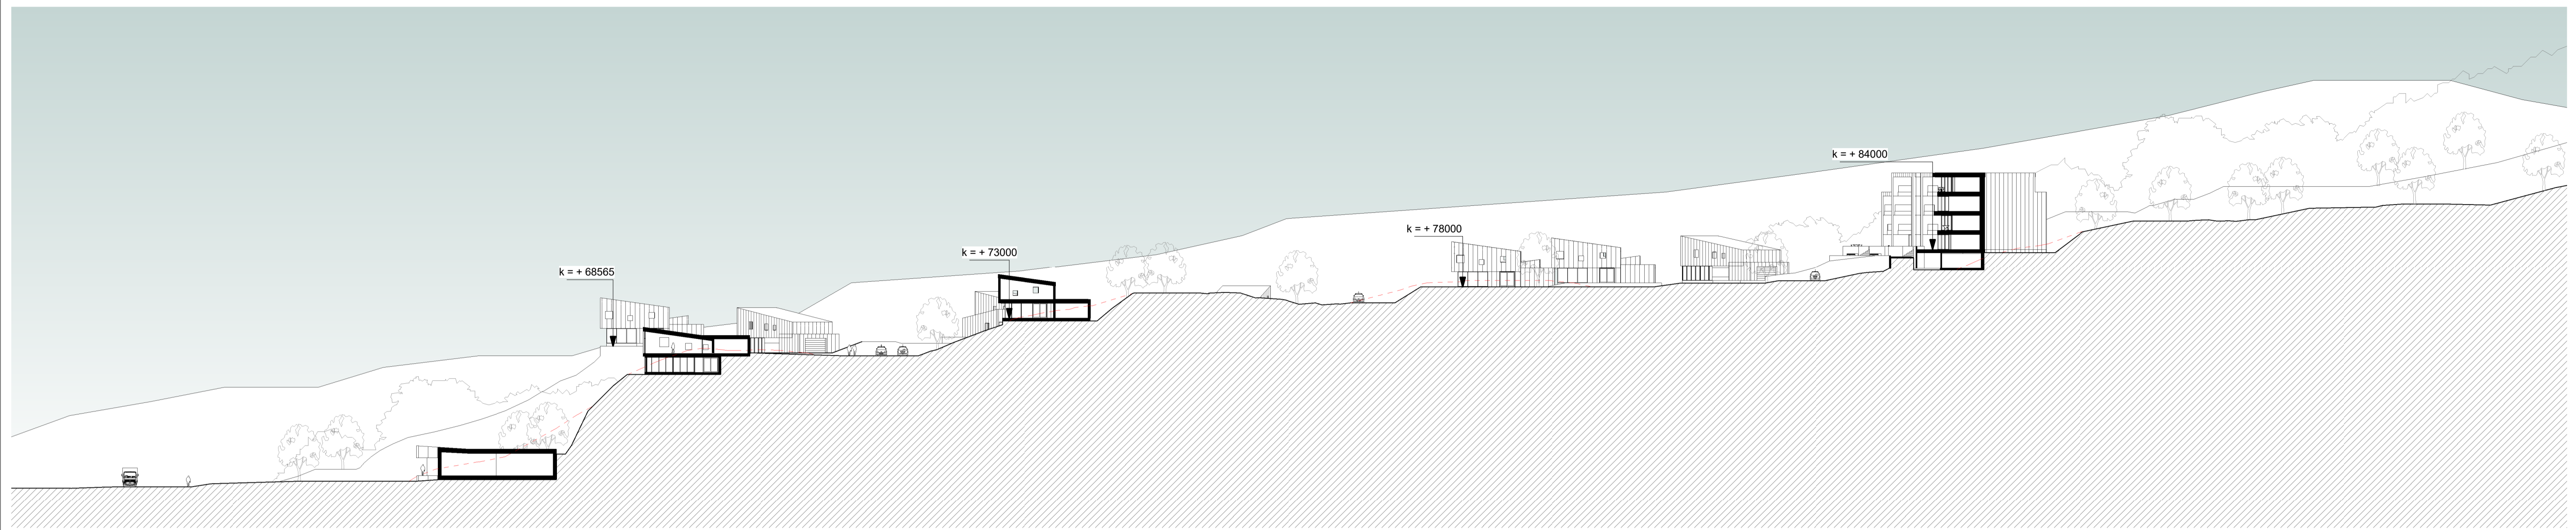 k = + 68565
k = + 73000
k = + 78000
k = + 84000